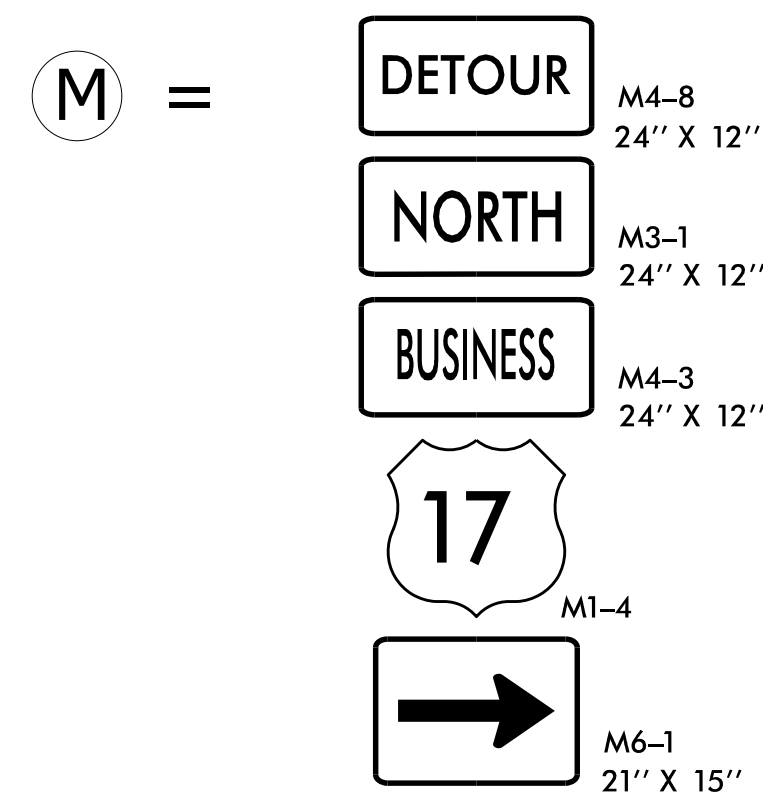 M =
DETOUR
M4–8
24’’ X 12’’
NORTH
M3–1
24’’ X 12’’
BUSINESS
M4–3
24’’ X 12’’
17
M1–4
M6–1
21’’ X 15’’